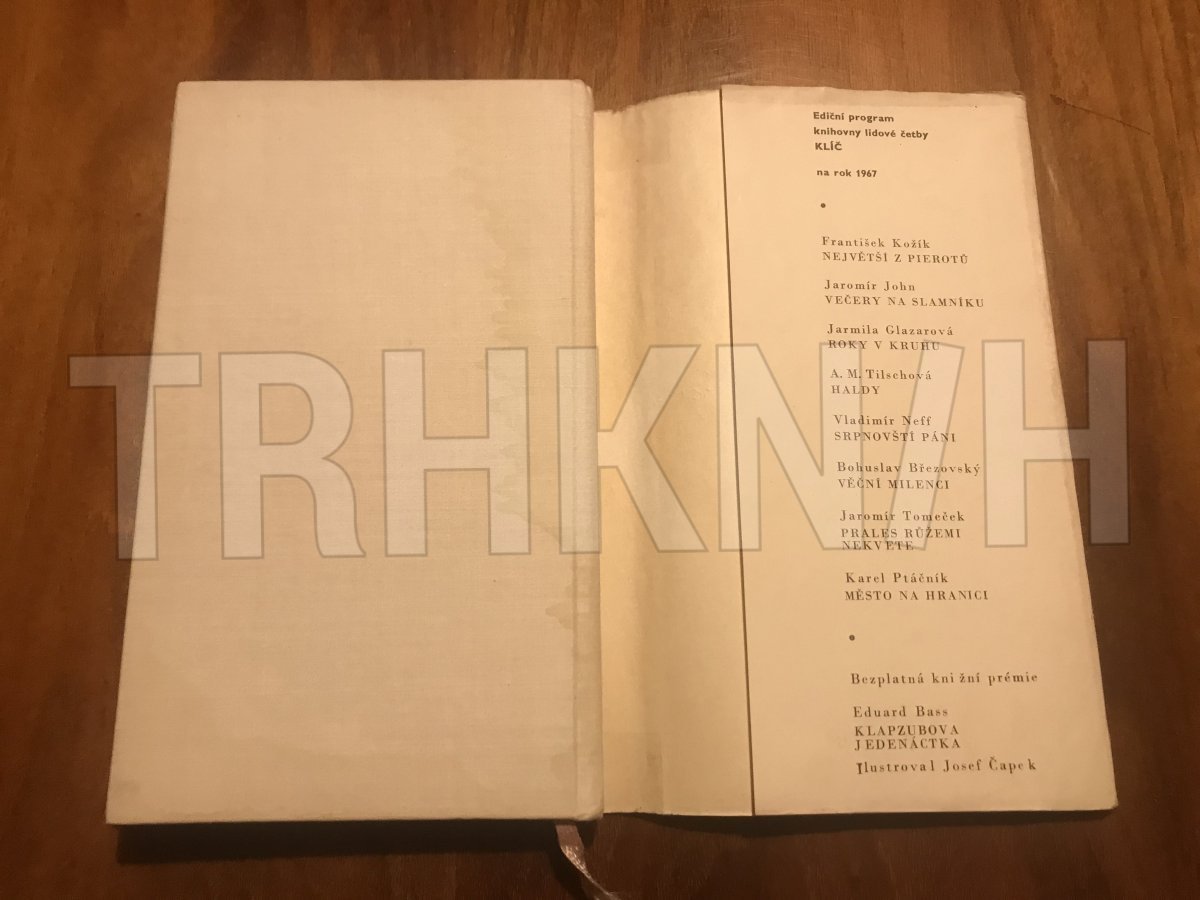 Ediční program
knihovny lidové četby
KLÍČ
na rok 1967
František Kožík
NEJVĚTŠÍ Z PIEROTŮ
Jaromír John
VEČERY NA SLAMNÍKU
Jarmila Glazarová
ROKY V KRUHU
A. M. Tilschová
HALDY
Vladimír Neff
SRPNOVŠTÍ PÁNI
Bohuslav Březovský
VĚČNÍ MILENCI
Jaromír Tomeček
PRALES RŮŽEMI
NEKVETE
Karel Ptáčník
MĚSTO NA HRANICI
Bezplatná knižní prémie
Eduard Bass
KLAPZUBOVA
JEDENÁCTKA
Ilustroval Josef Čapek
TRHKNIH